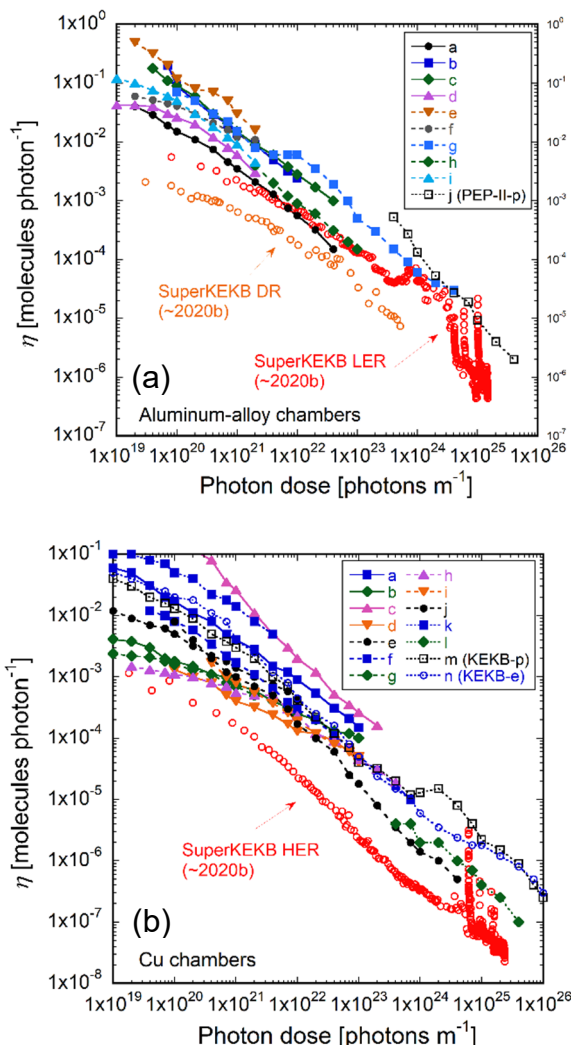 (a)
1x10^0
1x10^-1
1x10^-2
1x10^-3
1x10^-4
1x10^-5
1x10^-6
1x10^-7
η [molecules photon^-1]
10^0
10^-1
10^-2
10^-3
10^-4
10^-5
10^-6
10^-7
a
b
c
d
e
f
g
h
i
j (PEP-II-p)
SuperKEKB DR
(~2020b)
SuperKEKB LER
(~2020b)
(a)
Aluminum-alloy chambers
1x10^19 1x10^20 1x10^21 1x10^22 1x10^23 1x10^24 1x10^25 1x10^26
Photon dose [photons m^-1]
1x10^-1
1x10^-2
1x10^-3
1x10^-4
1x10^-5
1x10^-6
1x10^-7
1x10^-8
η [molecules photon^-1]
a h
b i
c j
d k
e l
f m (KEKB-p)
g n (KEKB-e)
SuperKEKB HER
(~2020b)
(b)
Cu chambers
1x10^19 1x10^20 1x10^21 1x10^22 1x10^23 1x10^24 1x10^25 1x10^26
Photon dose [photons m^-1]